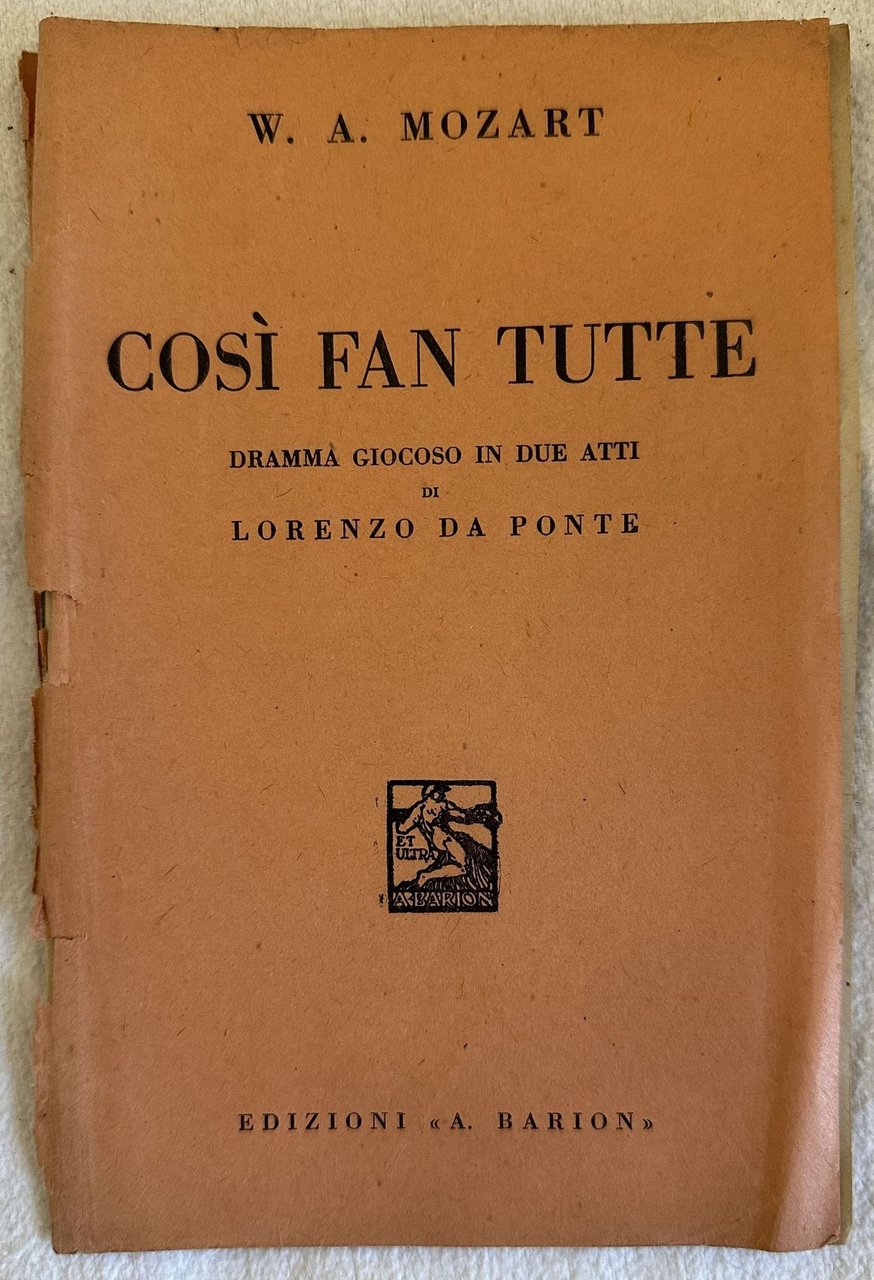 W. A. MOZART
COSÌ FAN TUTTE
DRAMMA GIOCOSO IN DUE ATTI
DI
LORENZO DA PONTE
ET
ULTRA
A·BARION
EDIZIONI «A. BARION»